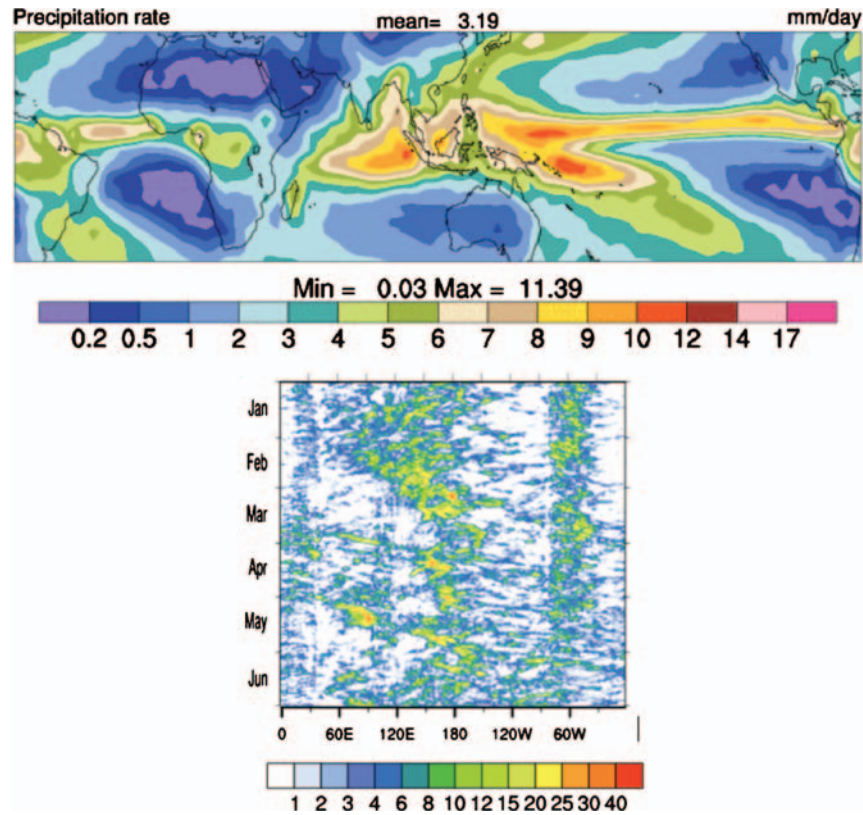 Precipitation rate mean= 3.19 mm/day
Min = 0.03 Max = 11.39
0.2 0.5 1 2 3 4 5 6 7 8 9 10 12 14 17
Jan
Feb
Mar
Apr
May
Jun
0 60E 120E 180 120W 60W
1 2 3 4 6 8 10 12 15 20 25 30 40